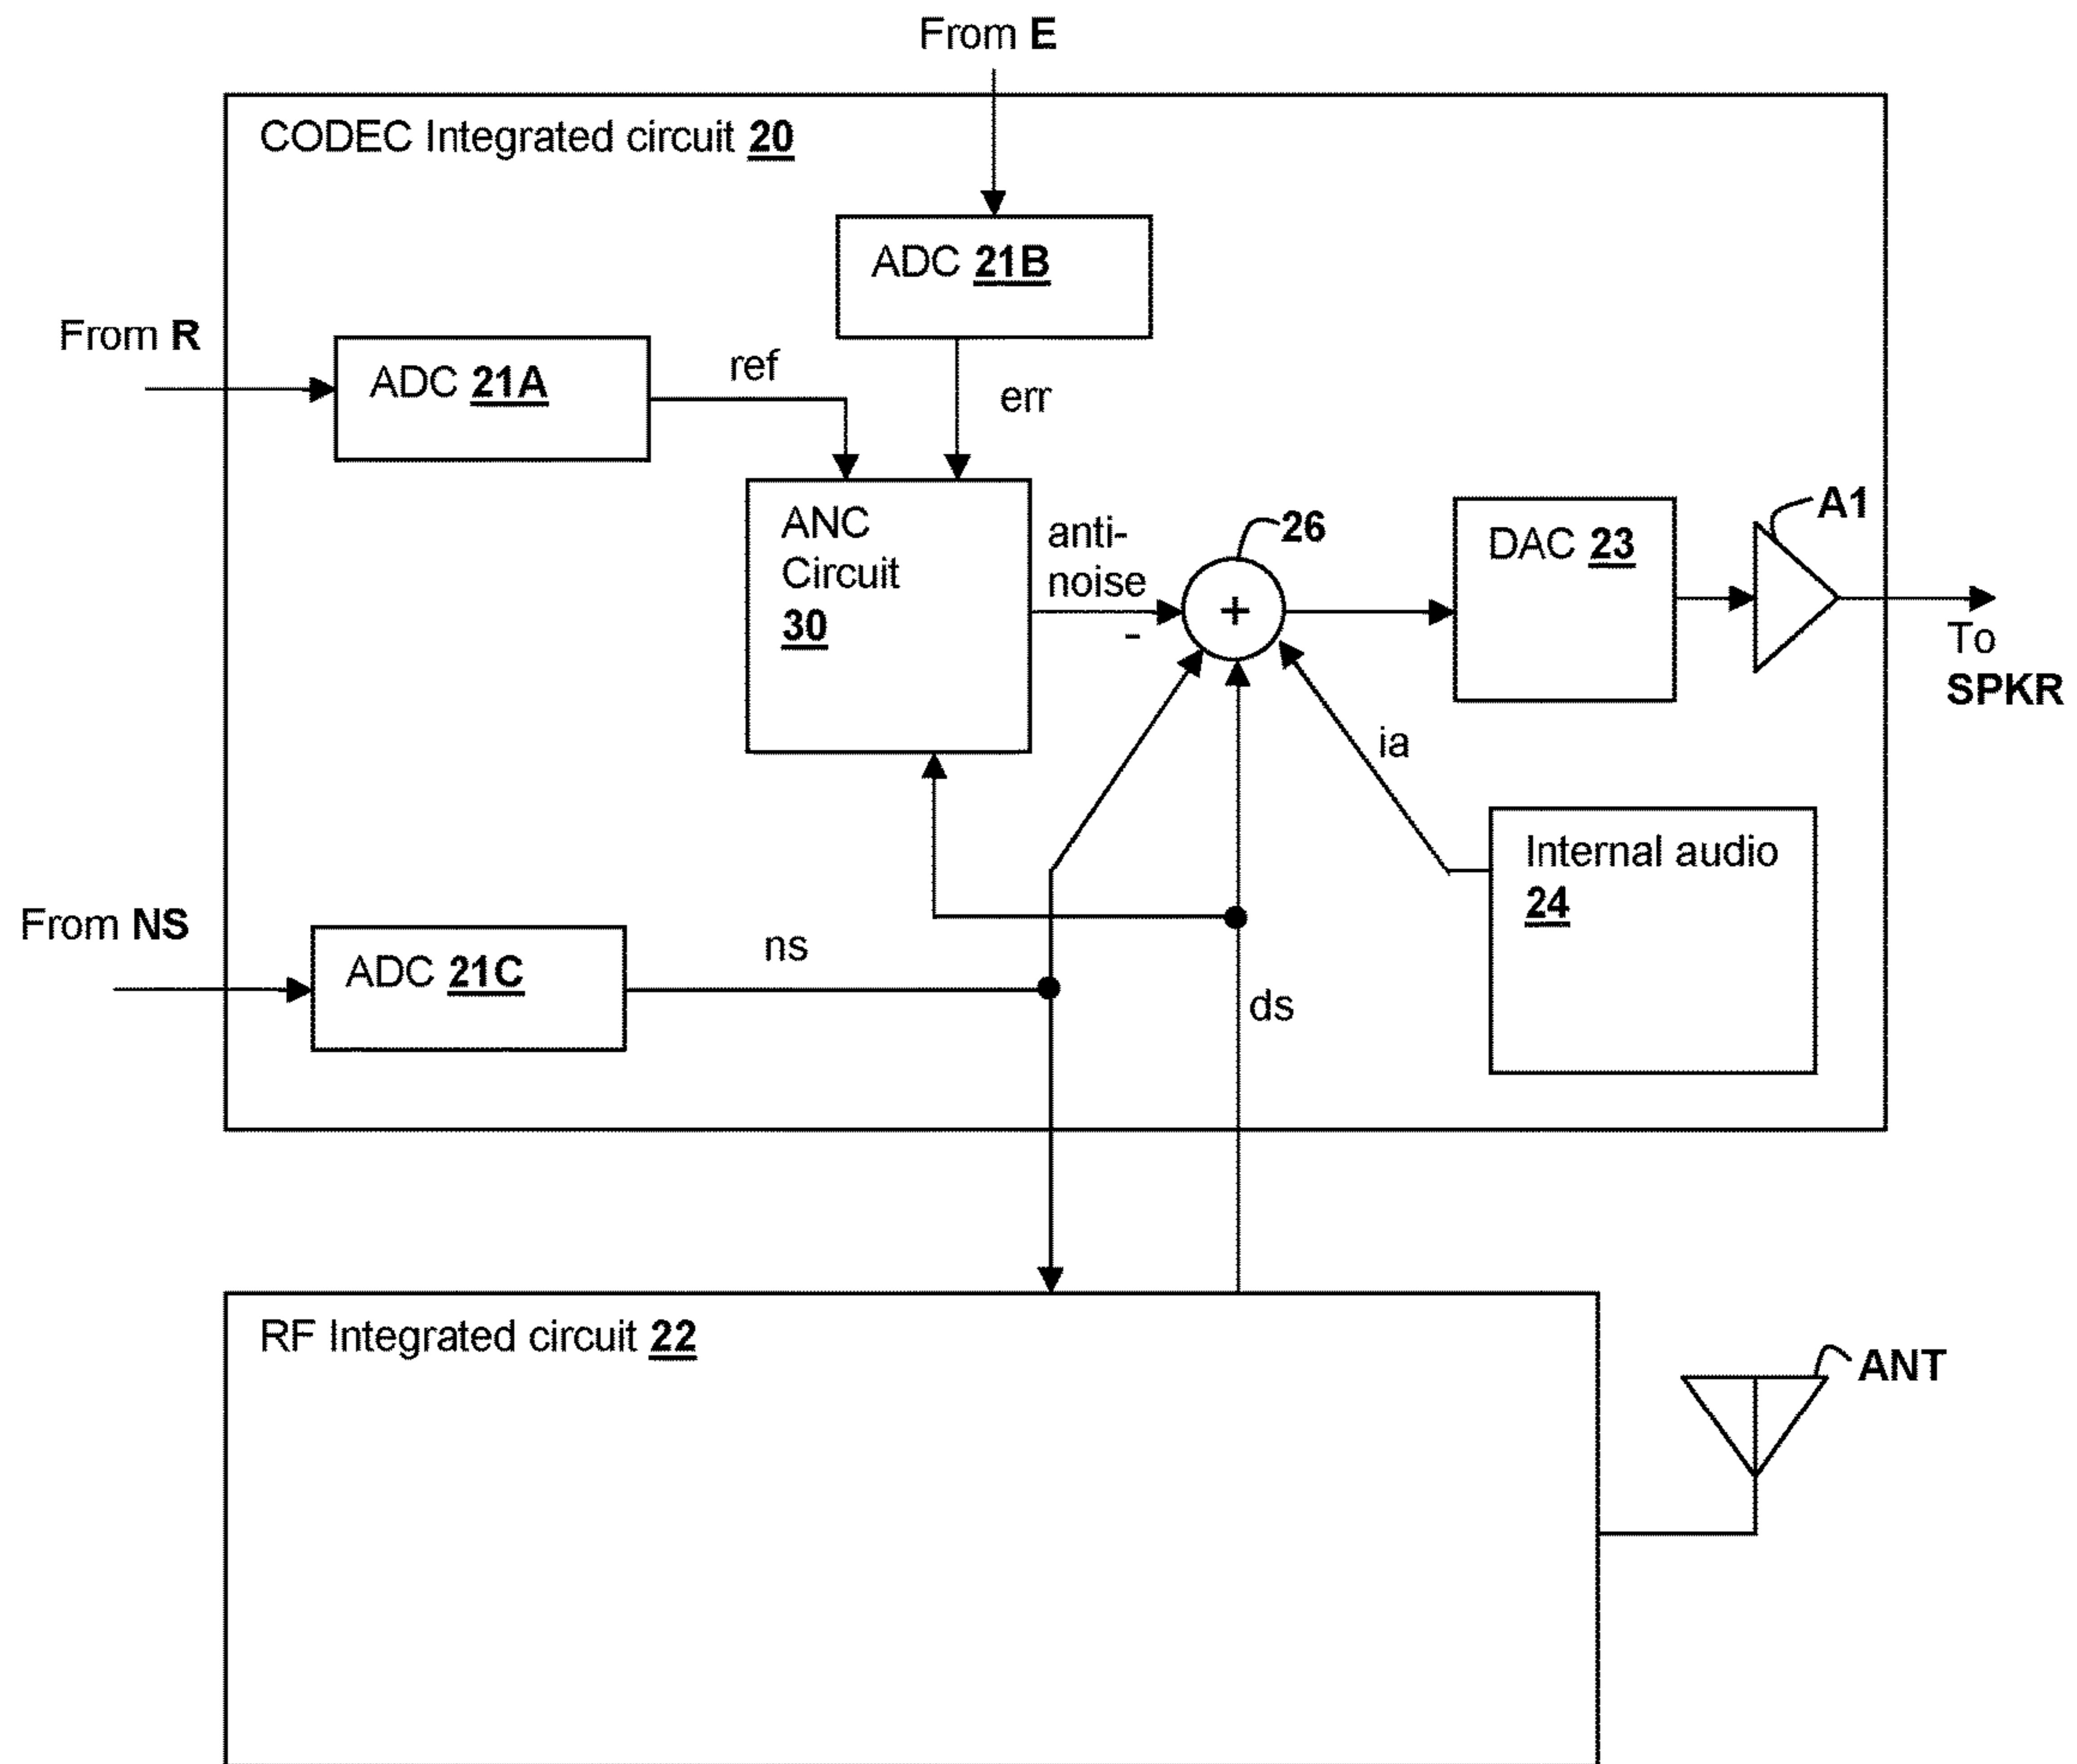 From E
CODEC Integrated circuit 20
ADC 21B
From R
ADC 21A
ref
err
ANC
Circuit
30
anti-
noise
-
26
+
DAC 23
A1
To
SPKR
ia
Internal audio
24
From NS
ADC 21C
ns
ds
RF Integrated circuit 22
ANT